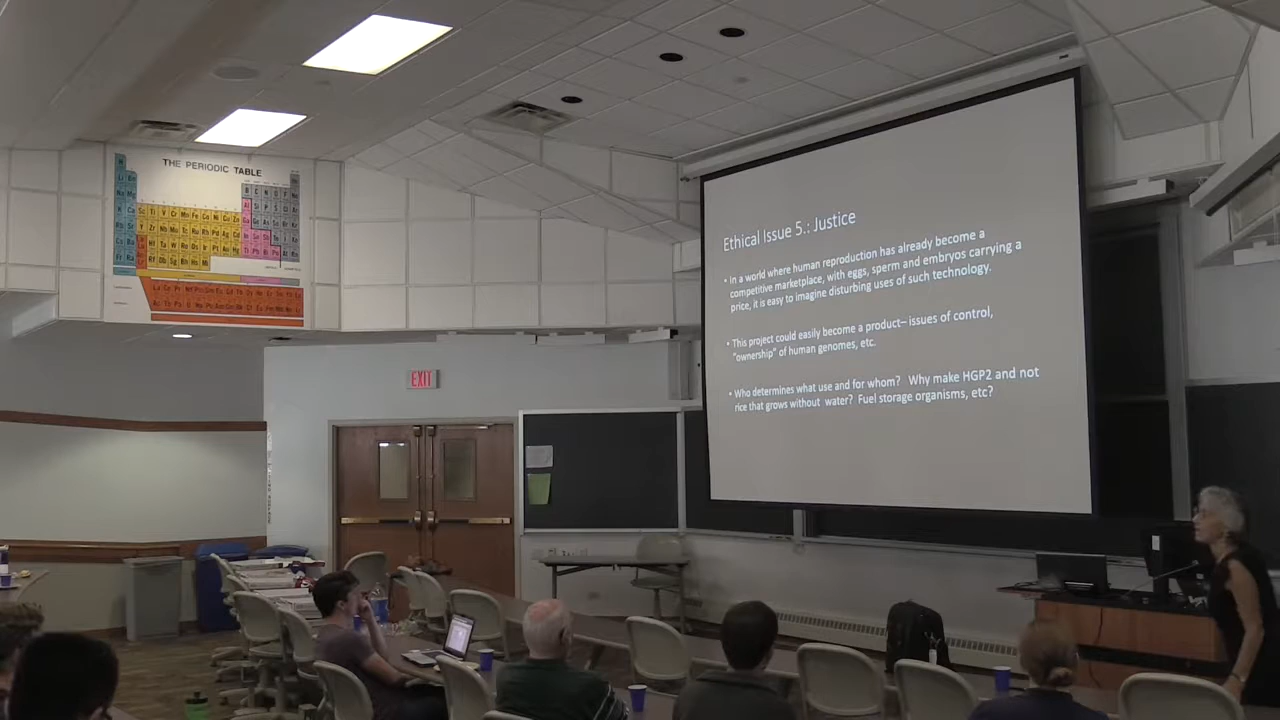 THE PERIODIC TABLE
EXIT
Ethical Issue 5.: Justice
• In a world where human reproduction has already become a
competitive marketplace, with eggs, sperm and embryos carrying a
price, it is easy to imagine disturbing uses of such technology.
• This project could easily become a product– issues of control,
“ownership” of human genomes, etc.
• Who determines what use and for whom? Why make HGP2 and not
rice that grows without water? Fuel storage organisms, etc?